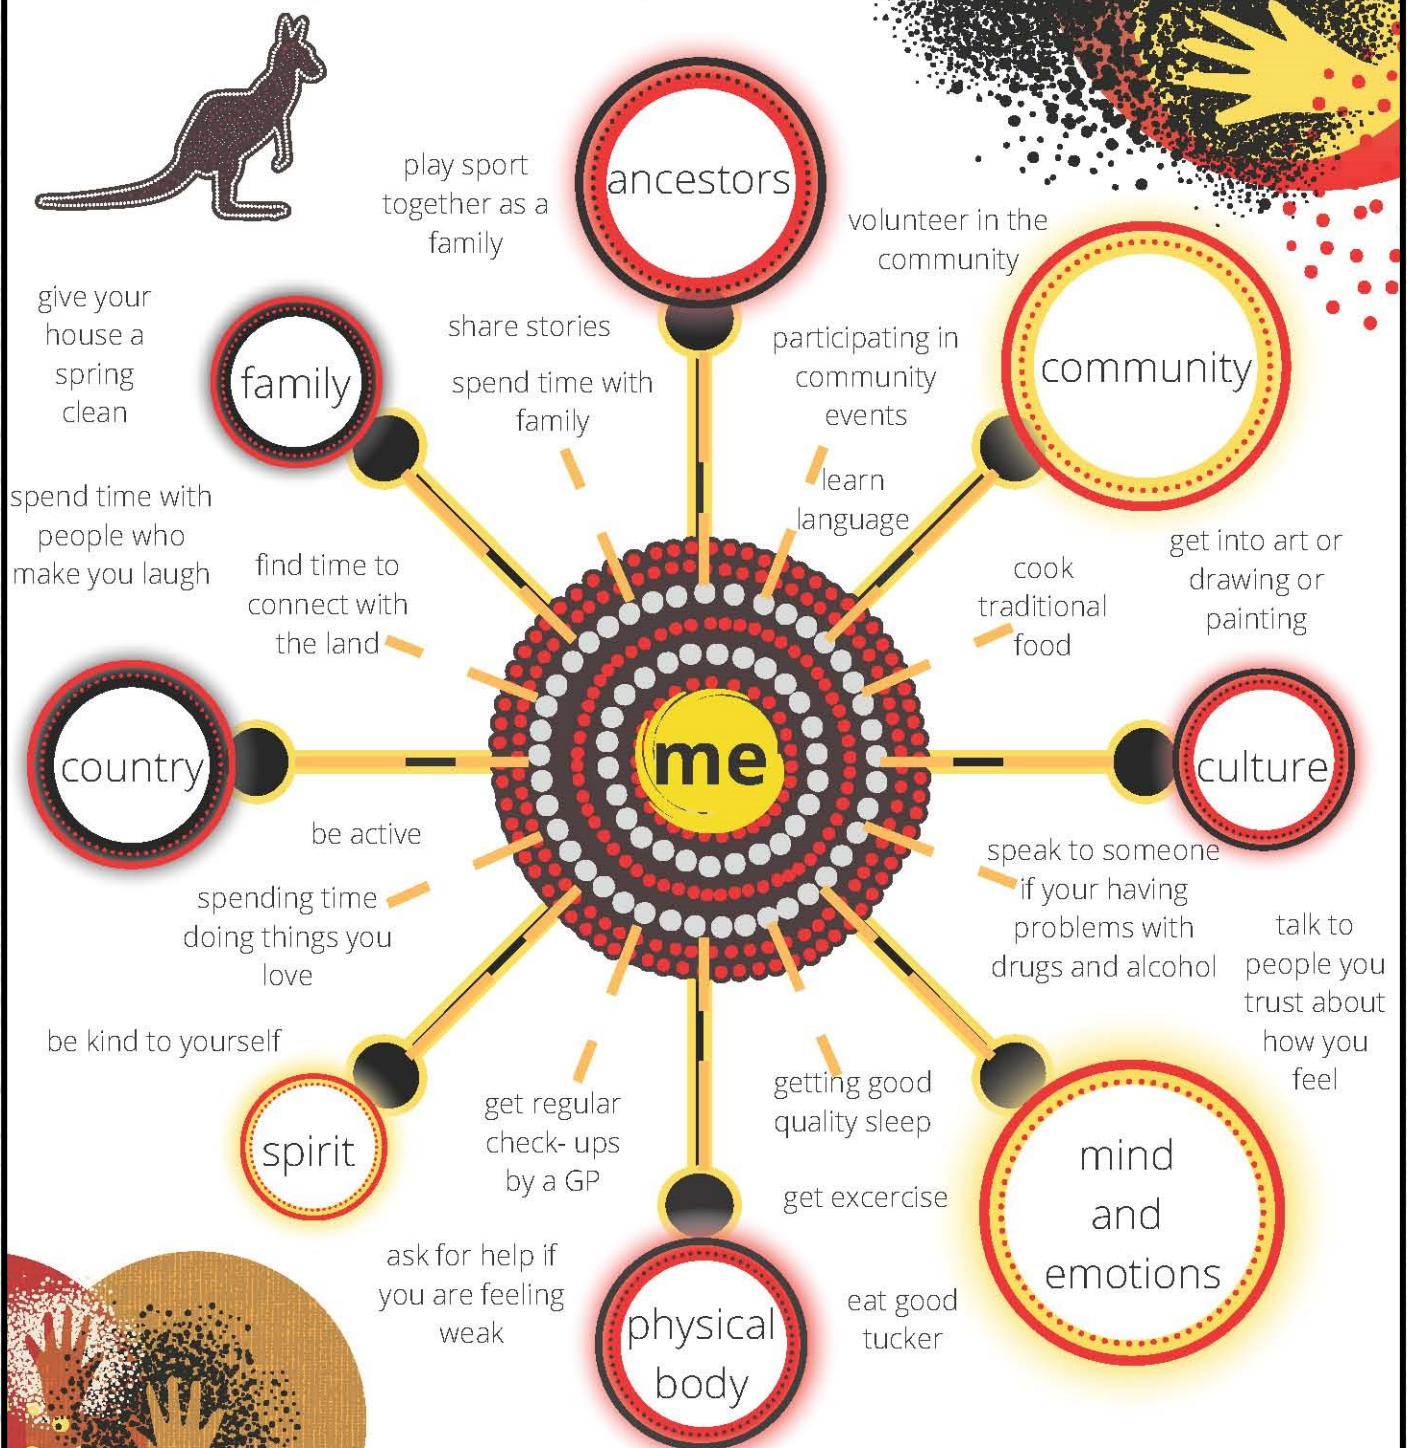 ancestors
play sport
together as a
family
volunteer in the
community
community
give your
house a
spring
clean
family
share stories
spend time with
family
participating in
community
events
learn
language
spend time with
people who
make you laugh
find time to
connect with
the land
cook
traditional
food
get into art or
drawing or
painting
country
me
culture
be active
spending time
doing things you
love
speak to someone
if your having
problems with
drugs and alcohol
talk to
people you
trust about
how you
feel
be kind to yourself
spirit
get regular
check- ups
by a GP
getting good
quality sleep
get excercise
mind
and
emotions
ask for help if
you are feeling
weak
physical
body
eat good
tucker